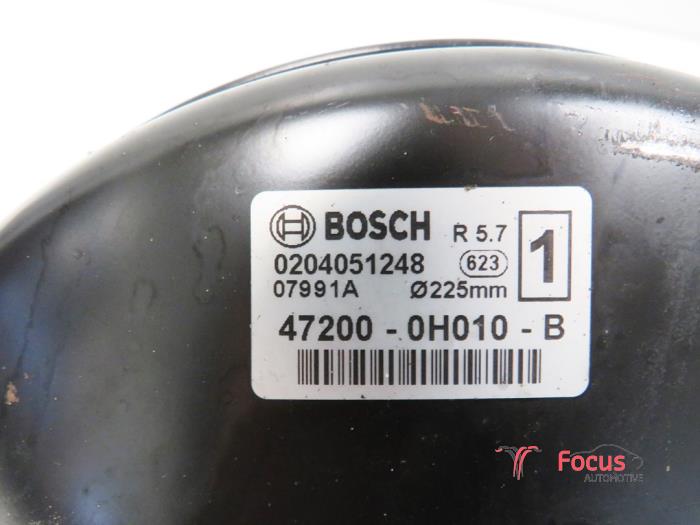 BOSCH R 5.7 1
0204051248 623
07991A Ø225mm
47200 - 0H010 - B
Focus
AUTOMOTIVE